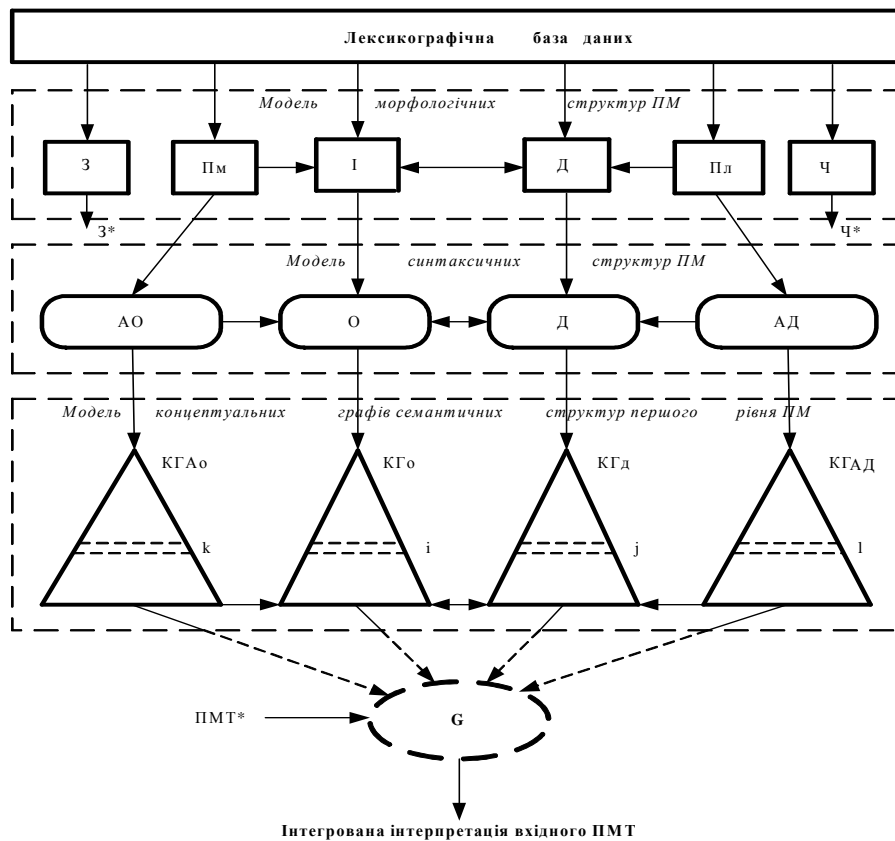 Лексикографічна база даних
Модель морфологічних структур ПМ
З Пм І Д Пл Ч
З* Ч*
Модель синтаксичних структур ПМ
АО О Д АД
Модель концептуальних графів семантичних структур першого рівня ПМ
КГАо КГо КГд КГАД
k i j l
ПМТ* G
Інтегрована інтерпретація вхідного ПМТ